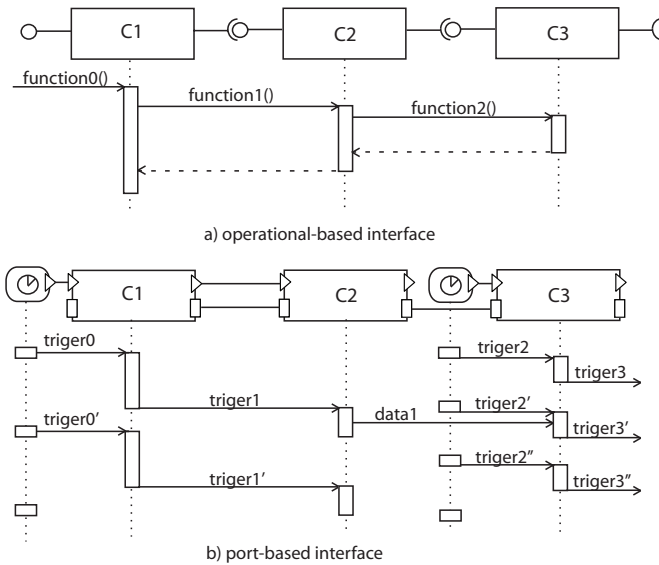 C1
C2
C3
function0()
function1()
function2()
a) operational-based interface
C1
C2
C3
triger0
triger2
triger3
triger1
data1
triger2'
triger0'
triger3'
triger2"
triger1'
triger3"
b) port-based interface